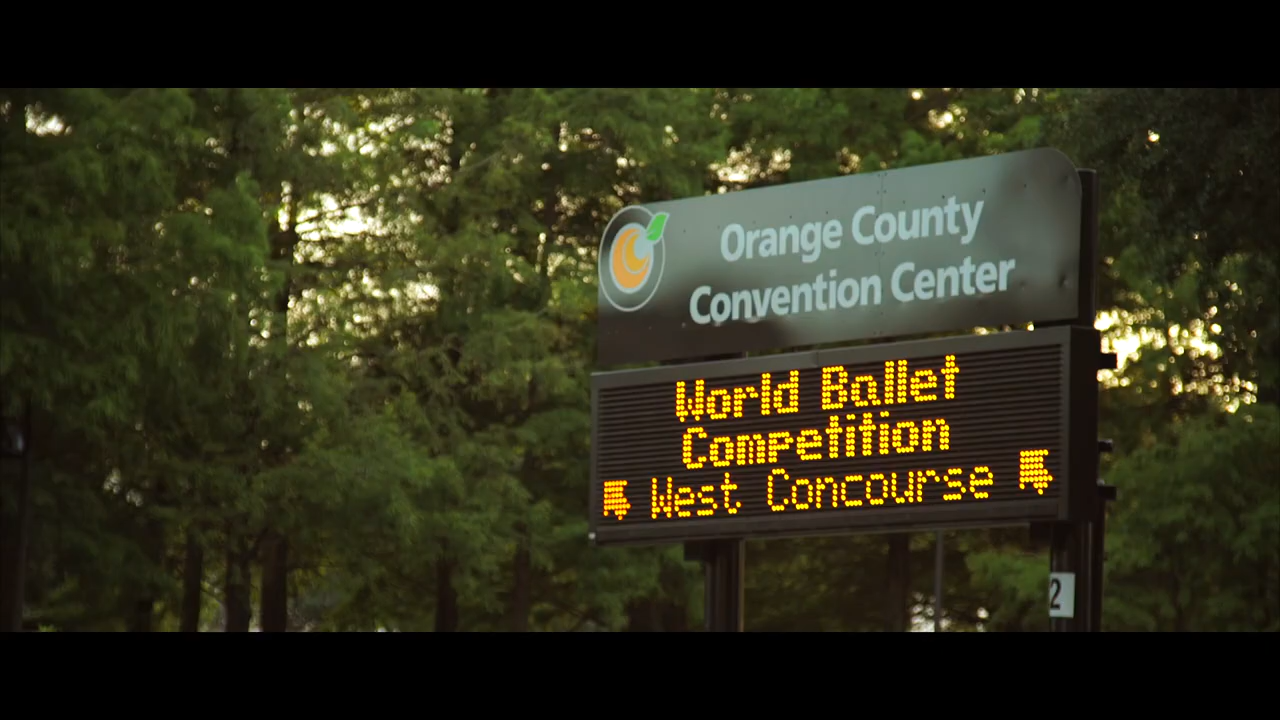 Orange County
Convention Center
World Ballet
Competition
West Concourse
2